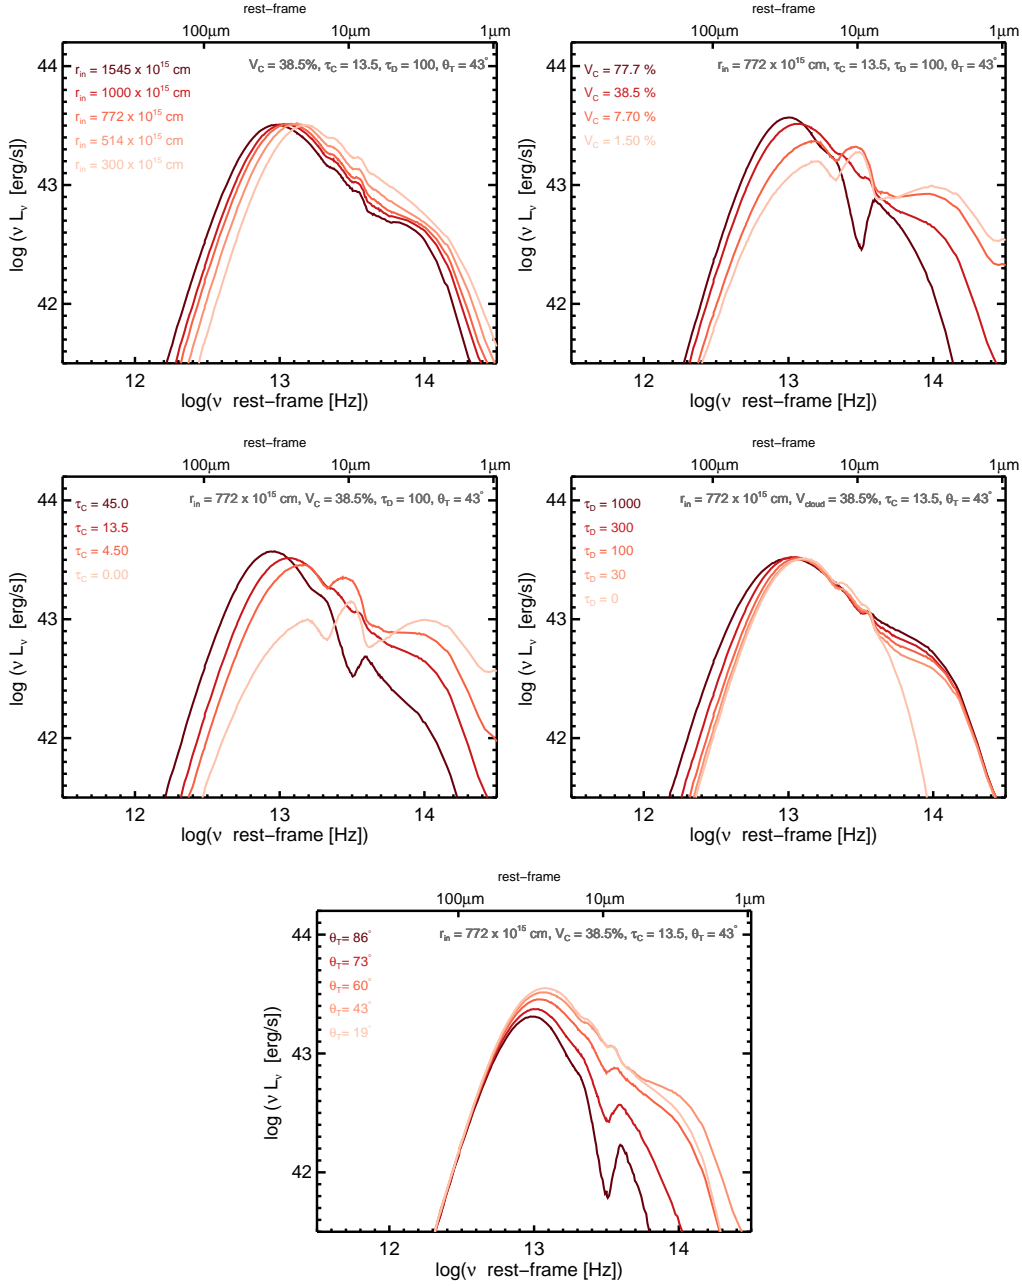 rest-frame
100μm 10μm 1μm
r_in = 1545 x 10^15 cm
r_in = 1000 x 10^15 cm
r_in = 772 x 10^15 cm
r_in = 514 x 10^15 cm
r_in = 300 x 10^15 cm
V_C = 38.5%, τ_C = 13.5, τ_D = 100, θ_T = 43°
44
43
42
log (ν L_ν [erg/s])
12 13 14
log(ν rest-frame [Hz])
rest-frame
100μm 10μm 1μm
V_C = 77.7 %
V_C = 38.5 %
V_C = 7.70 %
V_C = 1.50 %
r_in = 772 x 10^15 cm, τ_C = 13.5, τ_D = 100, θ_T = 43°
44
43
42
log (ν L_ν [erg/s])
12 13 14
log(ν rest-frame [Hz])
rest-frame
100μm 10μm 1μm
τ_C = 45.0
τ_C = 13.5
τ_C = 4.50
τ_C = 0.00
r_in = 772 x 10^15 cm, V_C = 38.5%, τ_D = 100, θ_T = 43°
44
43
42
log (ν L_ν [erg/s])
12 13 14
log(ν rest-frame [Hz])
rest-frame
100μm 10μm 1μm
τ_D = 1000
τ_D = 300
τ_D = 100
τ_D = 30
τ_D = 0
r_in = 772 x 10^15 cm, V_cloud = 38.5%, τ_C = 13.5, θ_T = 43°
44
43
42
log (ν L_ν [erg/s])
12 13 14
log(ν rest-frame [Hz])
rest-frame
100μm 10μm 1μm
θ_T = 86°
θ_T = 73°
θ_T = 60°
θ_T = 43°
θ_T = 19°
r_in = 772 x 10^15 cm, V_C = 38.5%, τ_C = 13.5, θ_T = 43°
44
43
42
log (ν L_ν [erg/s])
12 13 14
log(ν rest-frame [Hz])